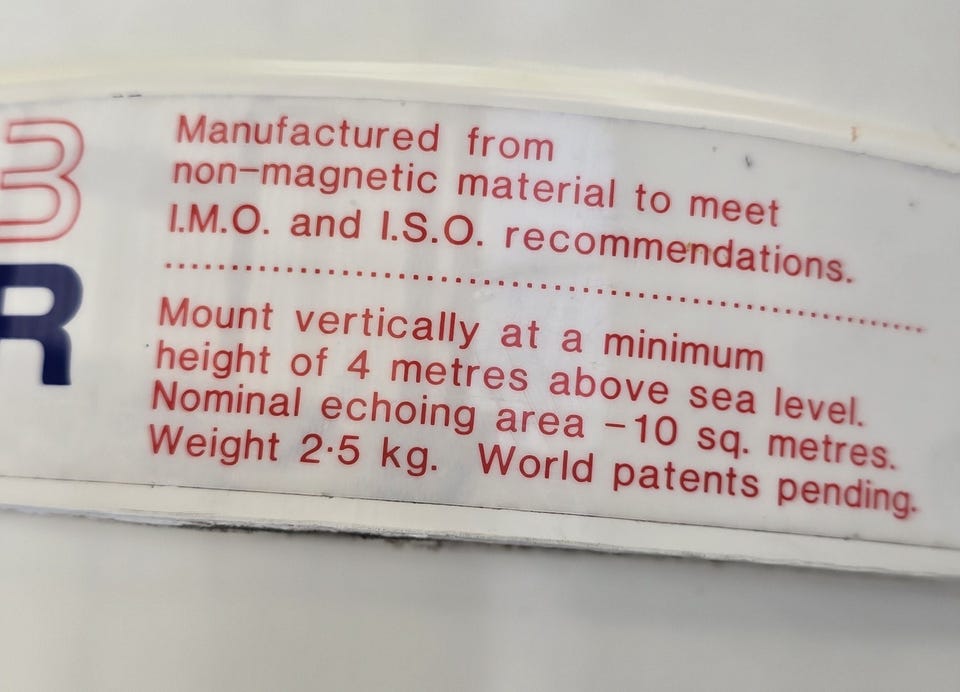 B
R
Manufactured from
non-magnetic material to meet
I.M.O. and I.S.O. recommendations.
Mount vertically at a minimum
height of 4 metres above sea level.
Nominal echoing area -10 sq. metres.
Weight 2·5 kg. World patents pending.